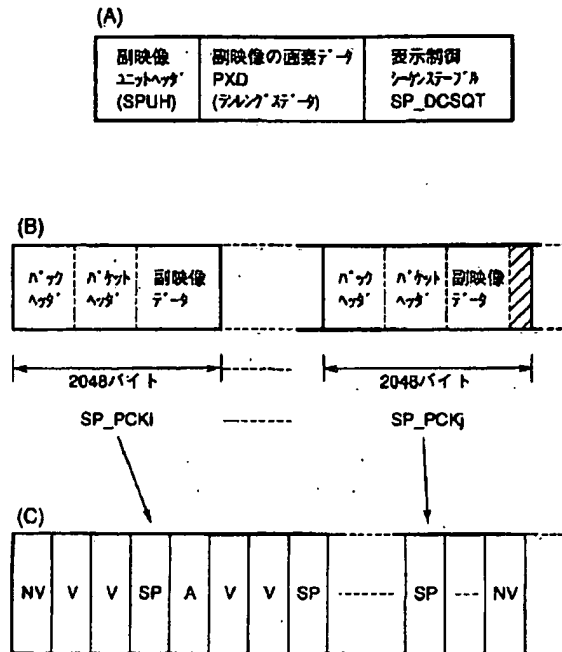 (A)
副映像
ユニットヘッダ
(SPUH)
副映像の画素データ
PXD
(ランレングスデータ)
表示制御
シーケンステーブル
SP_DCSQT
(B)
パック
ヘッダ
パケット
ヘッダ
副映像
データ
パック
ヘッダ
パケット
ヘッダ
副映像
データ
2048バイト
2048バイト
SP_PCKi
SP_PCKj
(C)
NV V V SP A V V SP SP NV